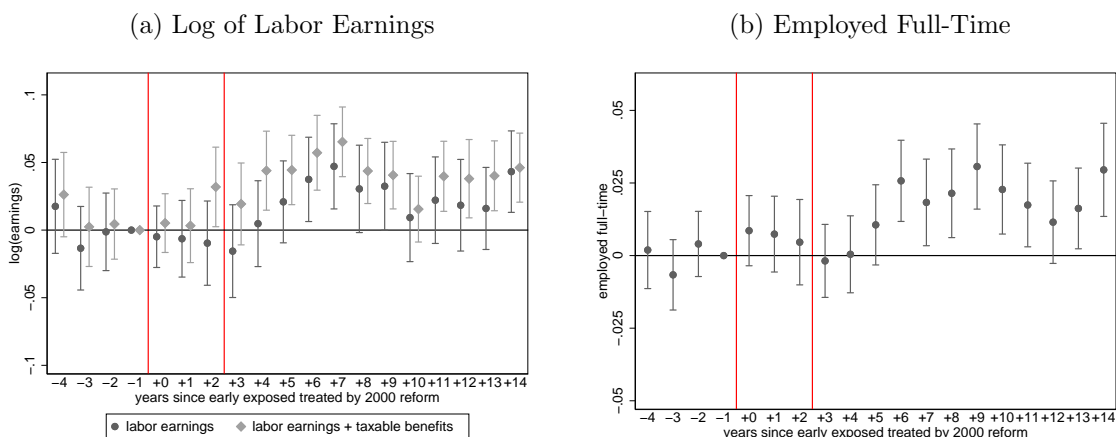 (a) Log of Labor Earnings
(b) Employed Full-Time
log(earnings)
.1
.05
0
−.05
−.1
−4 −3 −2 −1 +0 +1 +2 +3 +4 +5 +6 +7 +8 +9 +10 +11 +12 +13 +14
years since early exposed treated by 2000 reform
labor earnings labor earnings + taxable benefits
employed full−time
.05
.025
0
−.025
−.05
−4 −3 −2 −1 +0 +1 +2 +3 +4 +5 +6 +7 +8 +9 +10 +11 +12 +13 +14
years since early exposed treated by 2000 reform